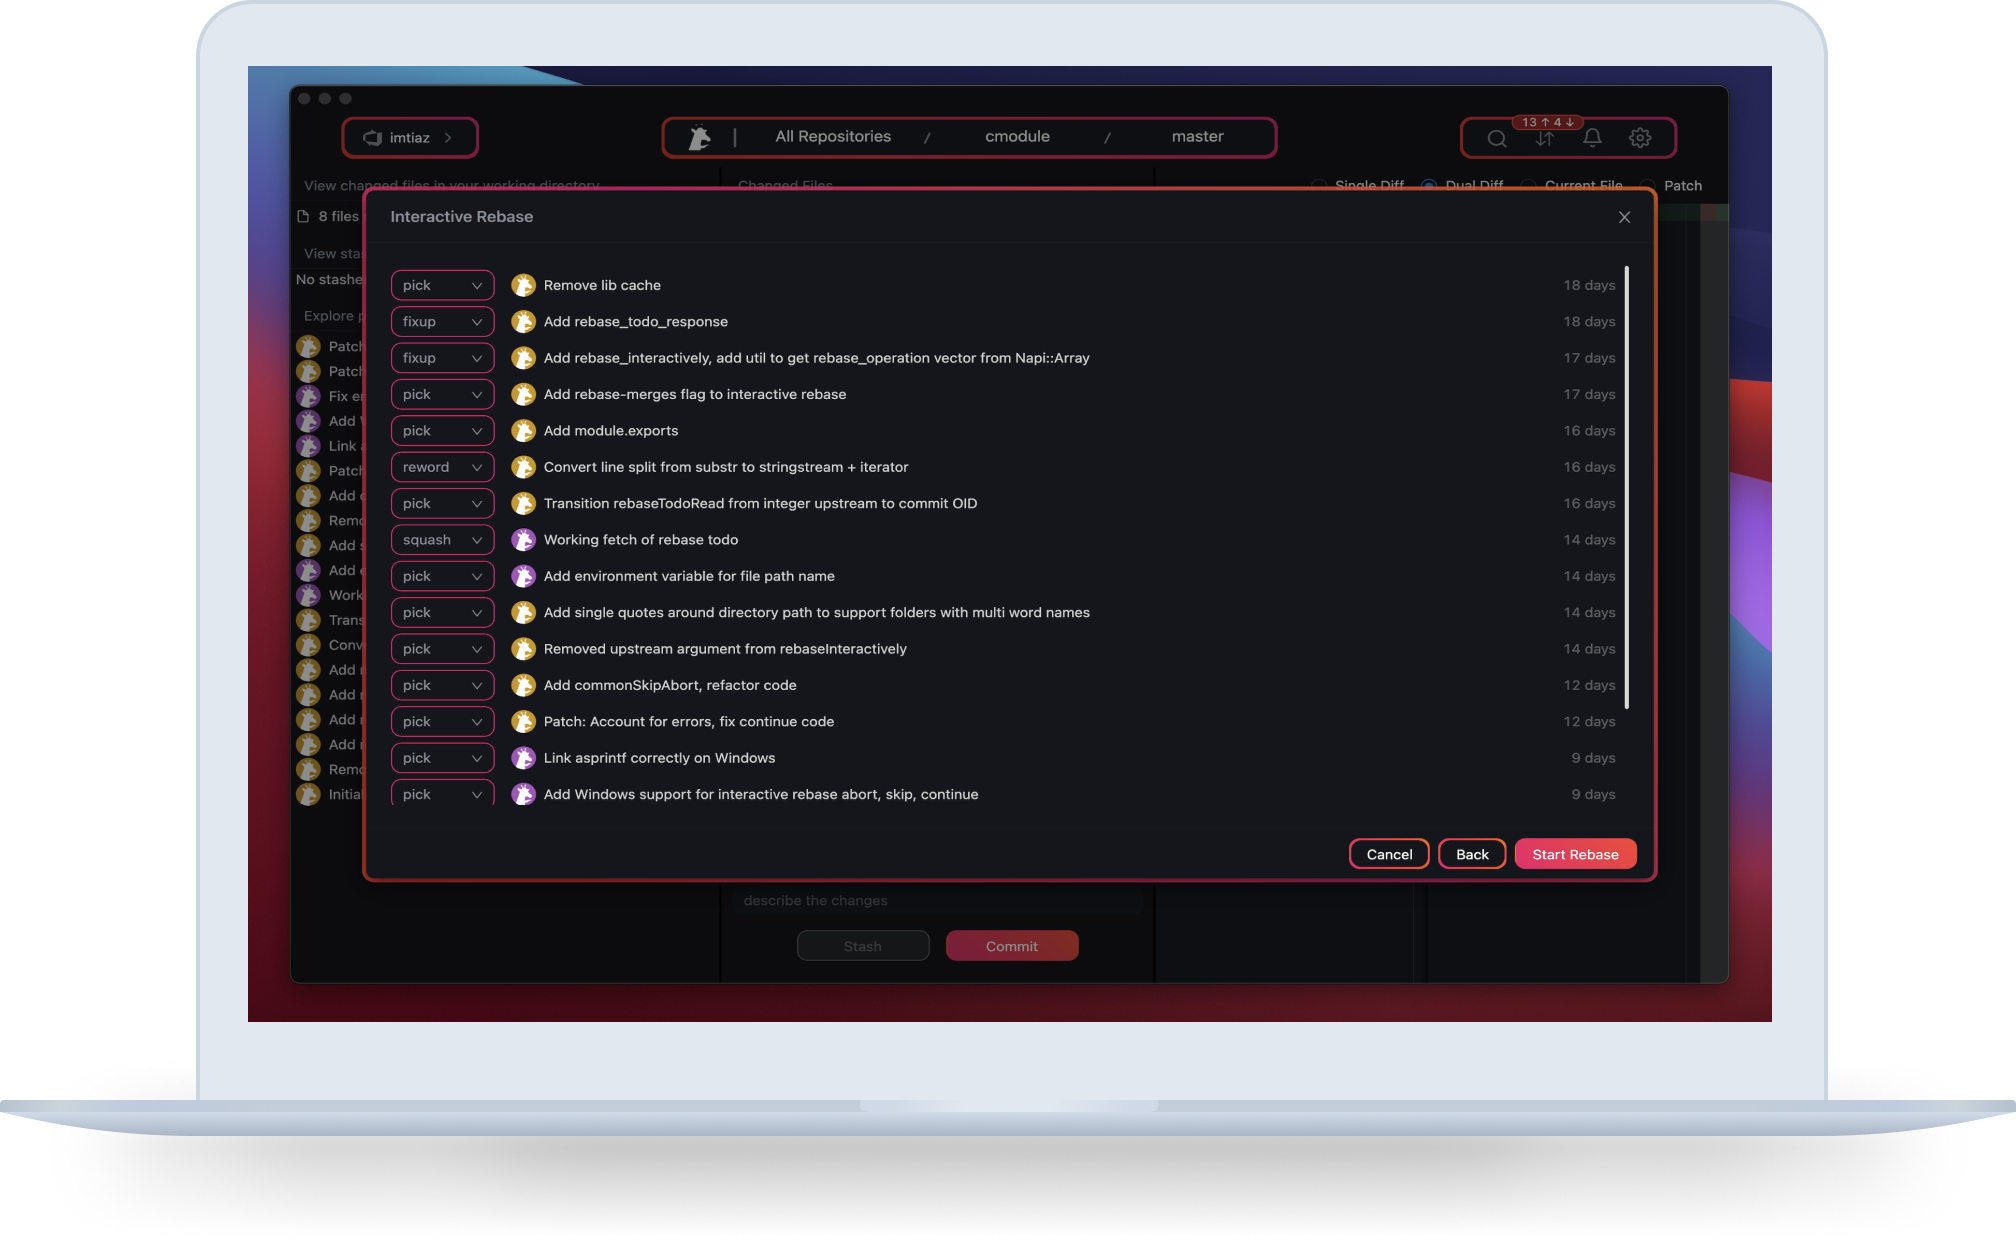 imtiaz
All Repositories / cmodule / master
13 ↑ 4 ↓
View changed files in your working directory
Changed Files
Single Diff Dual Diff Current File Patch
8 files
Interactive Rebase
View sta
No stashe
Explore p
pick Remove lib cache 18 days
fixup Add rebase_todo_response 18 days
fixup Add rebase_interactively, add util to get rebase_operation vector from Napi::Array 17 days
pick Add rebase-merges flag to interactive rebase 17 days
pick Add module.exports 16 days
reword Convert line split from substr to stringstream + iterator 16 days
pick Transition rebaseTodoRead from integer upstream to commit OID 16 days
squash Working fetch of rebase todo 14 days
pick Add environment variable for file path name 14 days
pick Add single quotes around directory path to support folders with multi word names 14 days
pick Removed upstream argument from rebaseInteractively 14 days
pick Add commonSkipAbort, refactor code 12 days
pick Patch: Account for errors, fix continue code 12 days
pick Link asprintf correctly on Windows 9 days
pick Add Windows support for interactive rebase abort, skip, continue 9 days
Patch
Patch
Fix er
Add W
Link a
Patch
Add c
Remo
Add s
Add e
Work
Trans
Conv
Add r
Add r
Add r
Add r
Remo
Initia
Cancel Back Start Rebase
describe the changes
Stash Commit